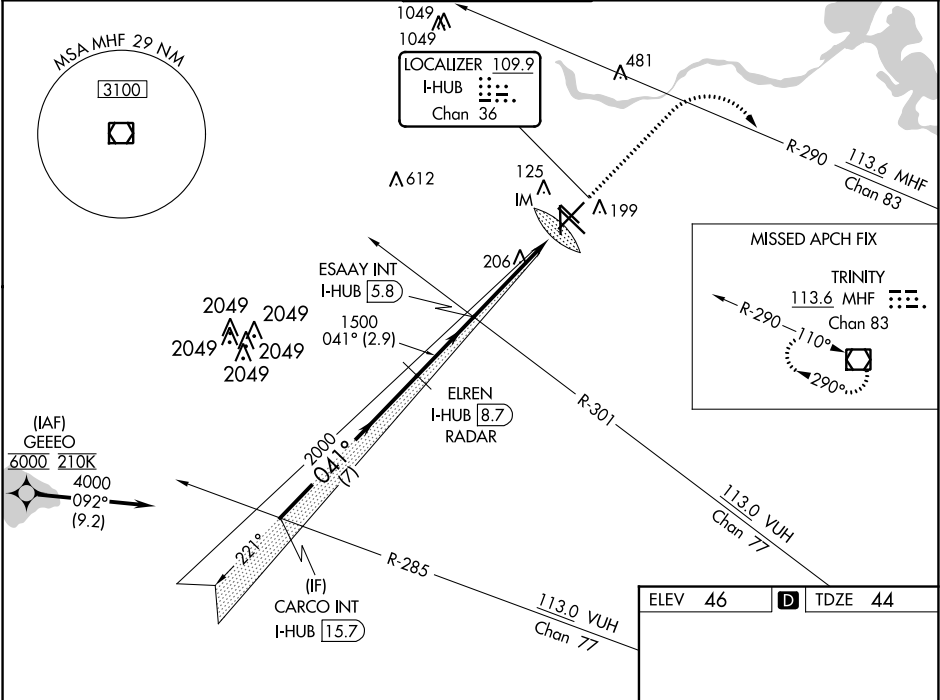 MSA MHF 29 NM
3100
1049
1049
LOCALIZER 109.9
I-HUB
Chan 36
481
R-290
113.6 MHF
Chan 83
612
125
IM
199
206
MISSED APCH FIX
TRINITY
113.6 MHF
Chan 83
R-290
110°
290°
ESAAY INT
I-HUB 5.8
1500
041° (2.9)
2049
2049
2049
2049
2049
ELREN
I-HUB 8.7
RADAR
R-301
113.0 VUH
Chan 77
(IAF)
GEEEO
6000 210K
4000
092°
(9.2)
2000
041°
(7)
221°
(IF)
CARCO INT
I-HUB 15.7
R-285
113.0 VUH
Chan 77
ELEV 46
D
TDZE 44